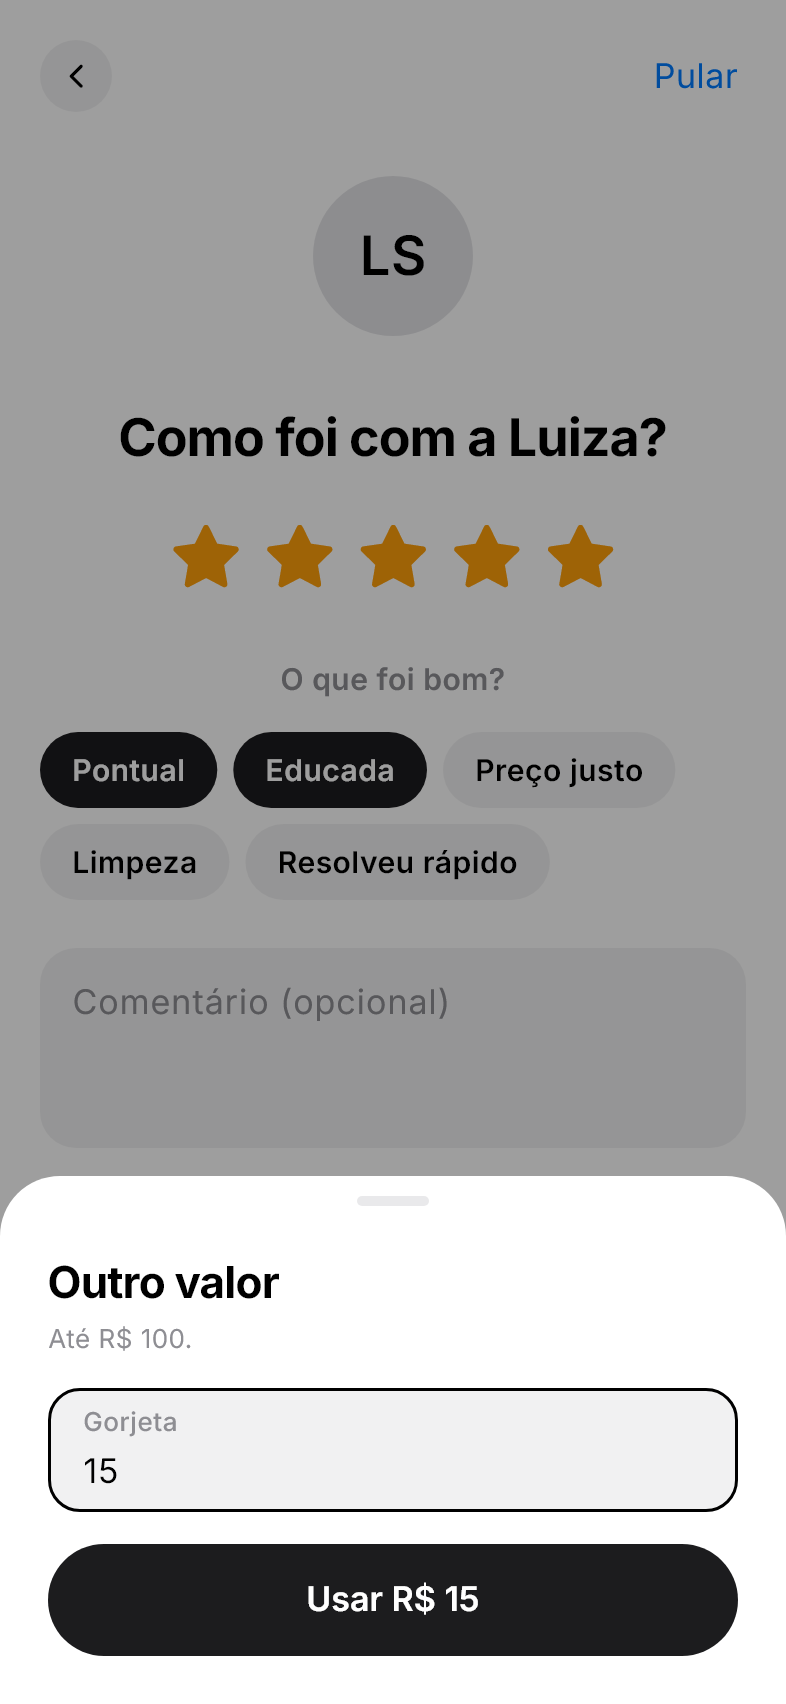 Pular
LS
Como foi com a Luiza?
O que foi bom?
Pontual Educada Preço justo
Limpeza Resolveu rápido
Comentário (opcional)
Outro valor
Até R$ 100.
Gorjeta
15
Usar R$ 15